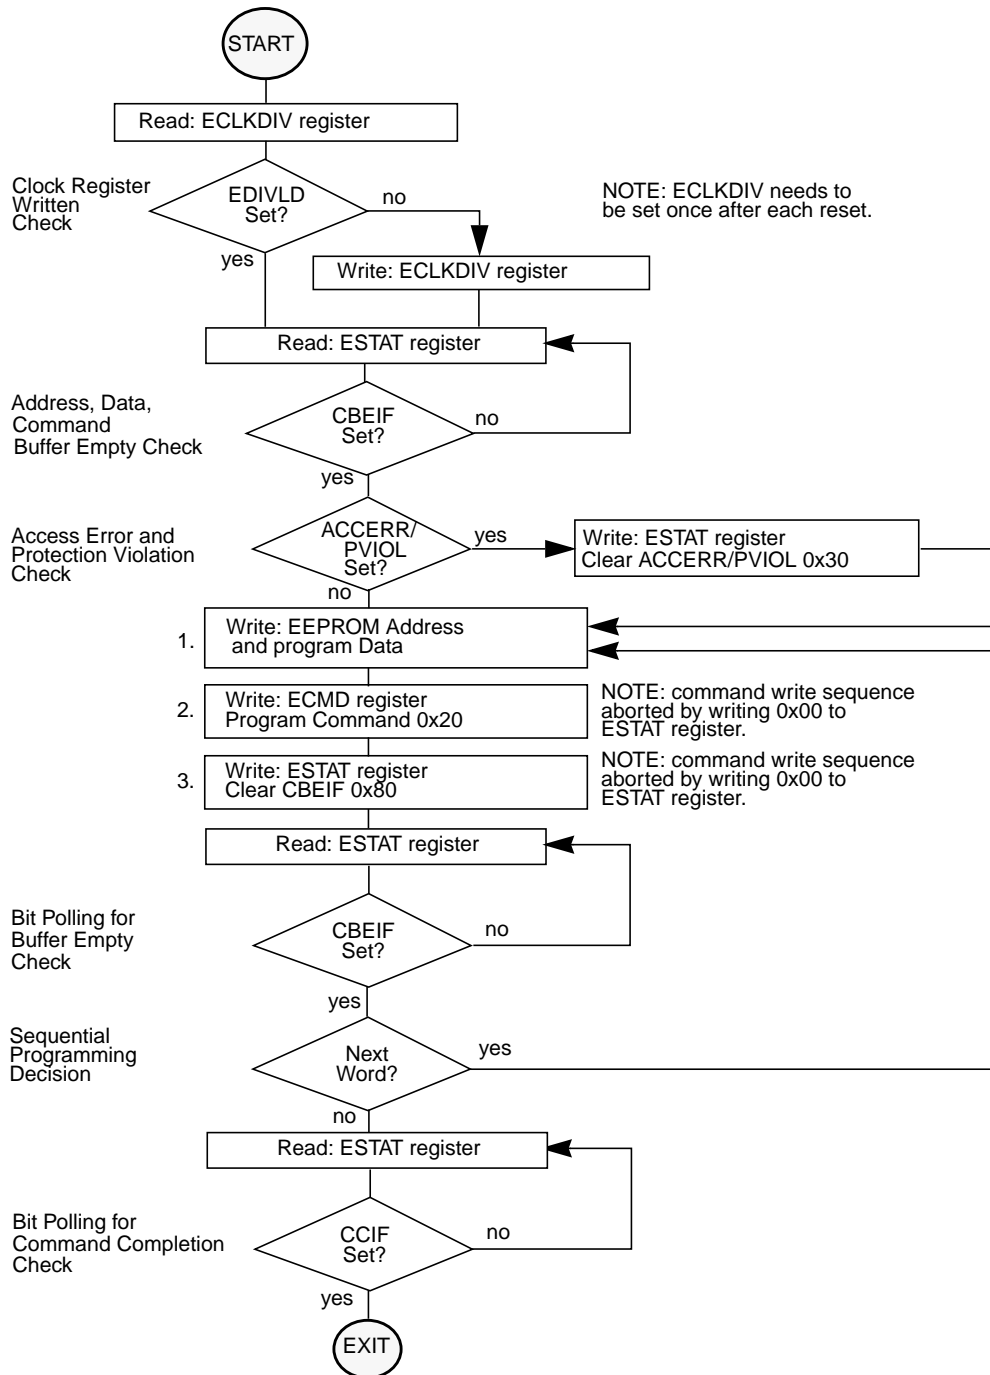 START
Read: ECLKDIV register
Clock Register
Written
Check
EDIVLD
Set?
no
NOTE: ECLKDIV needs to
be set once after each reset.
yes
Write: ECLKDIV register
Read: ESTAT register
Address, Data,
Command
Buffer Empty Check
CBEIF
Set?
no
yes
Access Error and
Protection Violation
Check
ACCERR/
PVIOL
Set?
yes
Write: ESTAT register
Clear ACCERR/PVIOL 0x30
no
1.
Write: EEPROM Address
and program Data
2.
Write: ECMD register
Program Command 0x20
NOTE: command write sequence
aborted by writing 0x00 to
ESTAT register.
3.
Write: ESTAT register
Clear CBEIF 0x80
NOTE: command write sequence
aborted by writing 0x00 to
ESTAT register.
Read: ESTAT register
Bit Polling for
Buffer Empty
Check
CBEIF
Set?
no
yes
Sequential
Programming
Decision
Next
Word?
yes
no
Read: ESTAT register
Bit Polling for
Command Completion
Check
CCIF
Set?
no
yes
EXIT